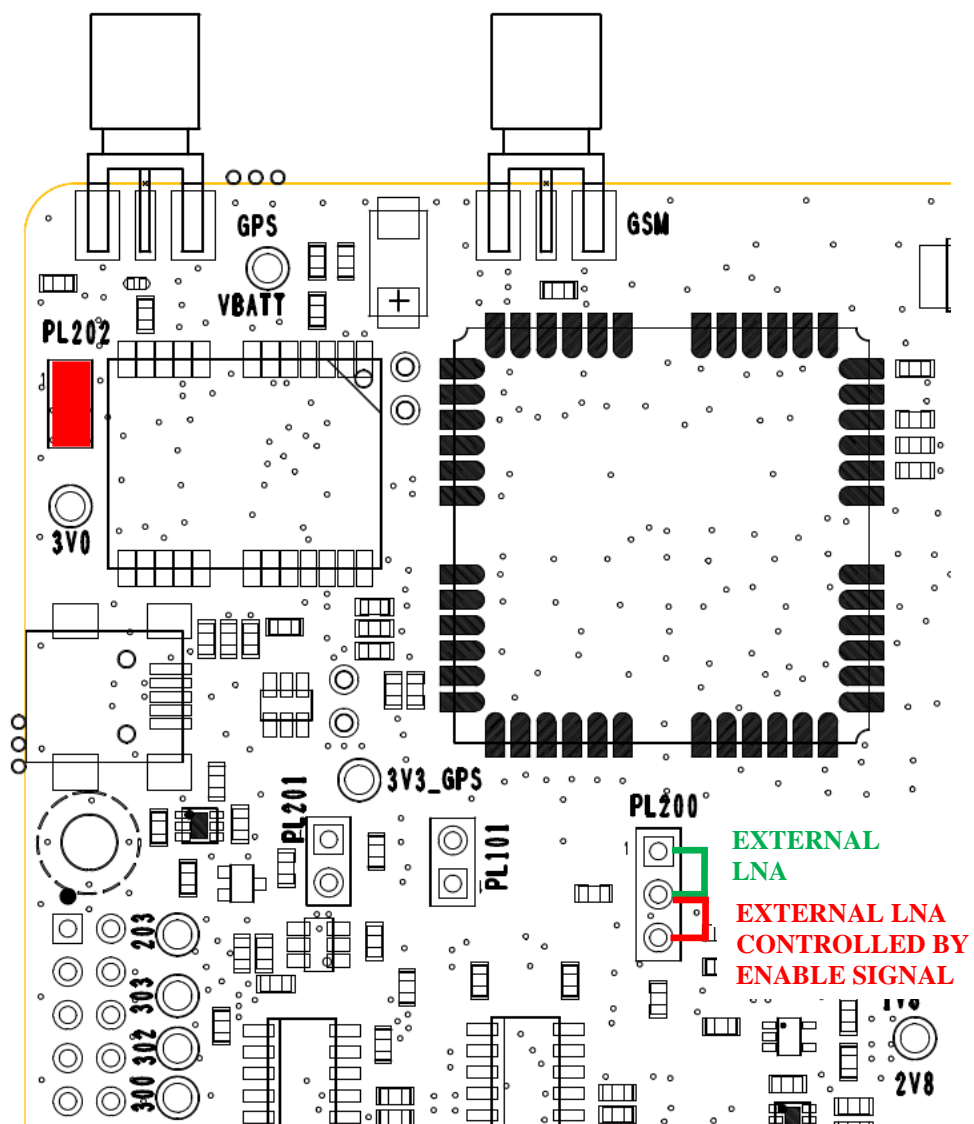 GPS
GSM
VBATT
PL202
1
3V0
3V3_GPS
PL201
PL101
PL200
1
EXTERNAL
LNA
EXTERNAL LNA
CONTROLLED BY
ENABLE SIGNAL
203
303
302
300
2V8